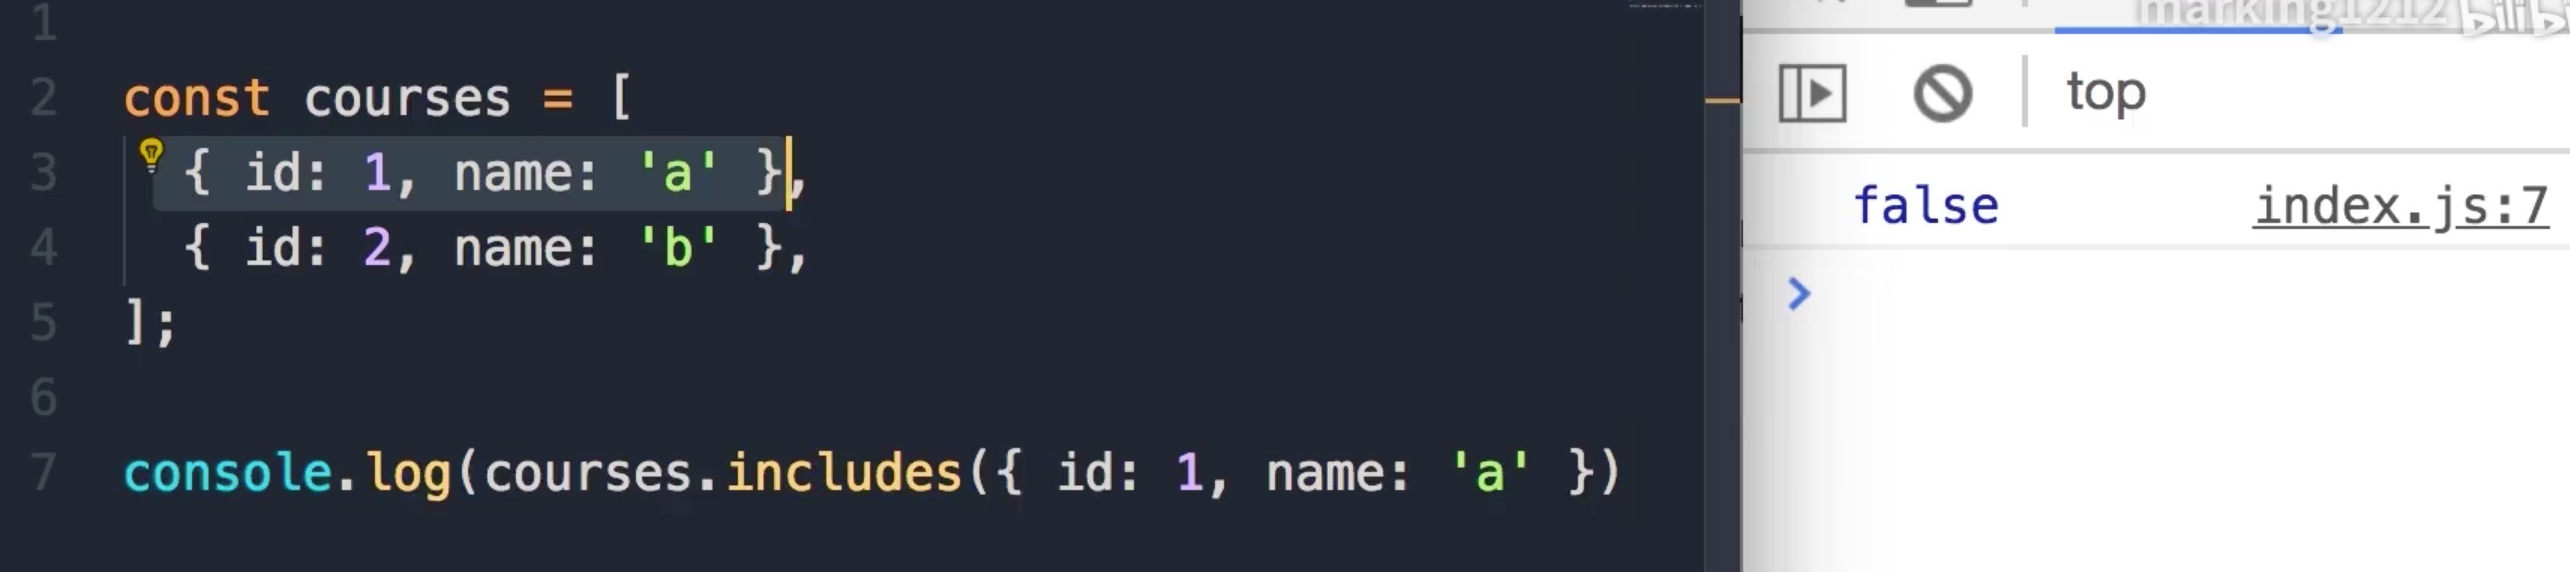 1
2 const courses = [
3 { id: 1, name: 'a' },
4 { id: 2, name: 'b' },
5 ];
6
7 console.log(courses.includes({ id: 1, name: 'a' })
marking1212 bilibi
top
false index.js:7